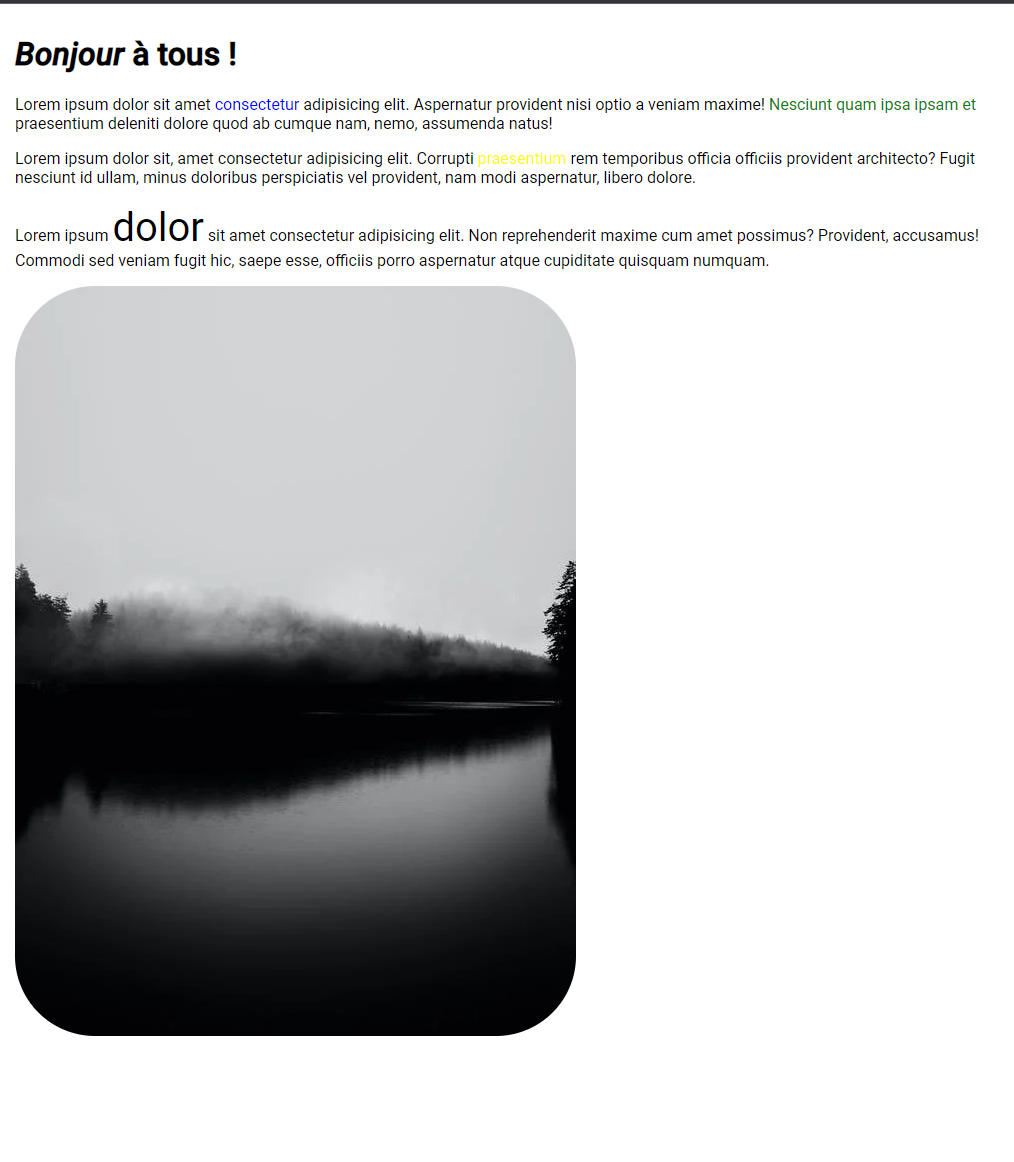 Bonjour à tous !
Lorem ipsum dolor sit amet consectetur adipisicing elit. Aspernatur provident nisi optio a veniam maxime! Nesciunt quam ipsa ipsam et
praesentium deleniti dolore quod ab cumque nam, nemo, assumenda natus!
Lorem ipsum dolor sit, amet consectetur adipisicing elit. Corrupti praesentium rem temporibus officia officiis provident architecto? Fugit
nesciunt id ullam, minus doloribus perspiciatis vel provident, nam modi aspernatur, libero dolore.
Lorem ipsum dolor sit amet consectetur adipisicing elit. Non reprehenderit maxime cum amet possimus? Provident, accusamus!
Commodi sed veniam fugit hic, saepe esse, officiis porro aspernatur atque cupiditate quisquam numquam.